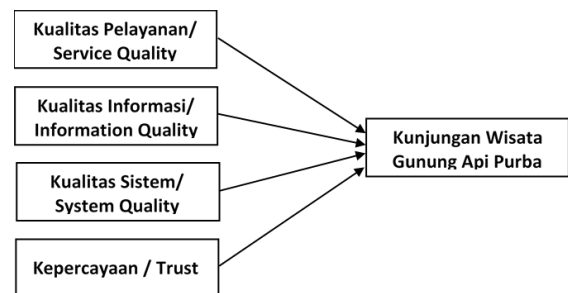 Kualitas Pelayanan/
Service Quality
Kualitas Informasi/
Information Quality
Kualitas Sistem/
System Quality
Kepercayaan / Trust
Kunjungan Wisata
Gunung Api Purba